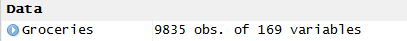 Data
Groceries 9835 obs. of 169 variables